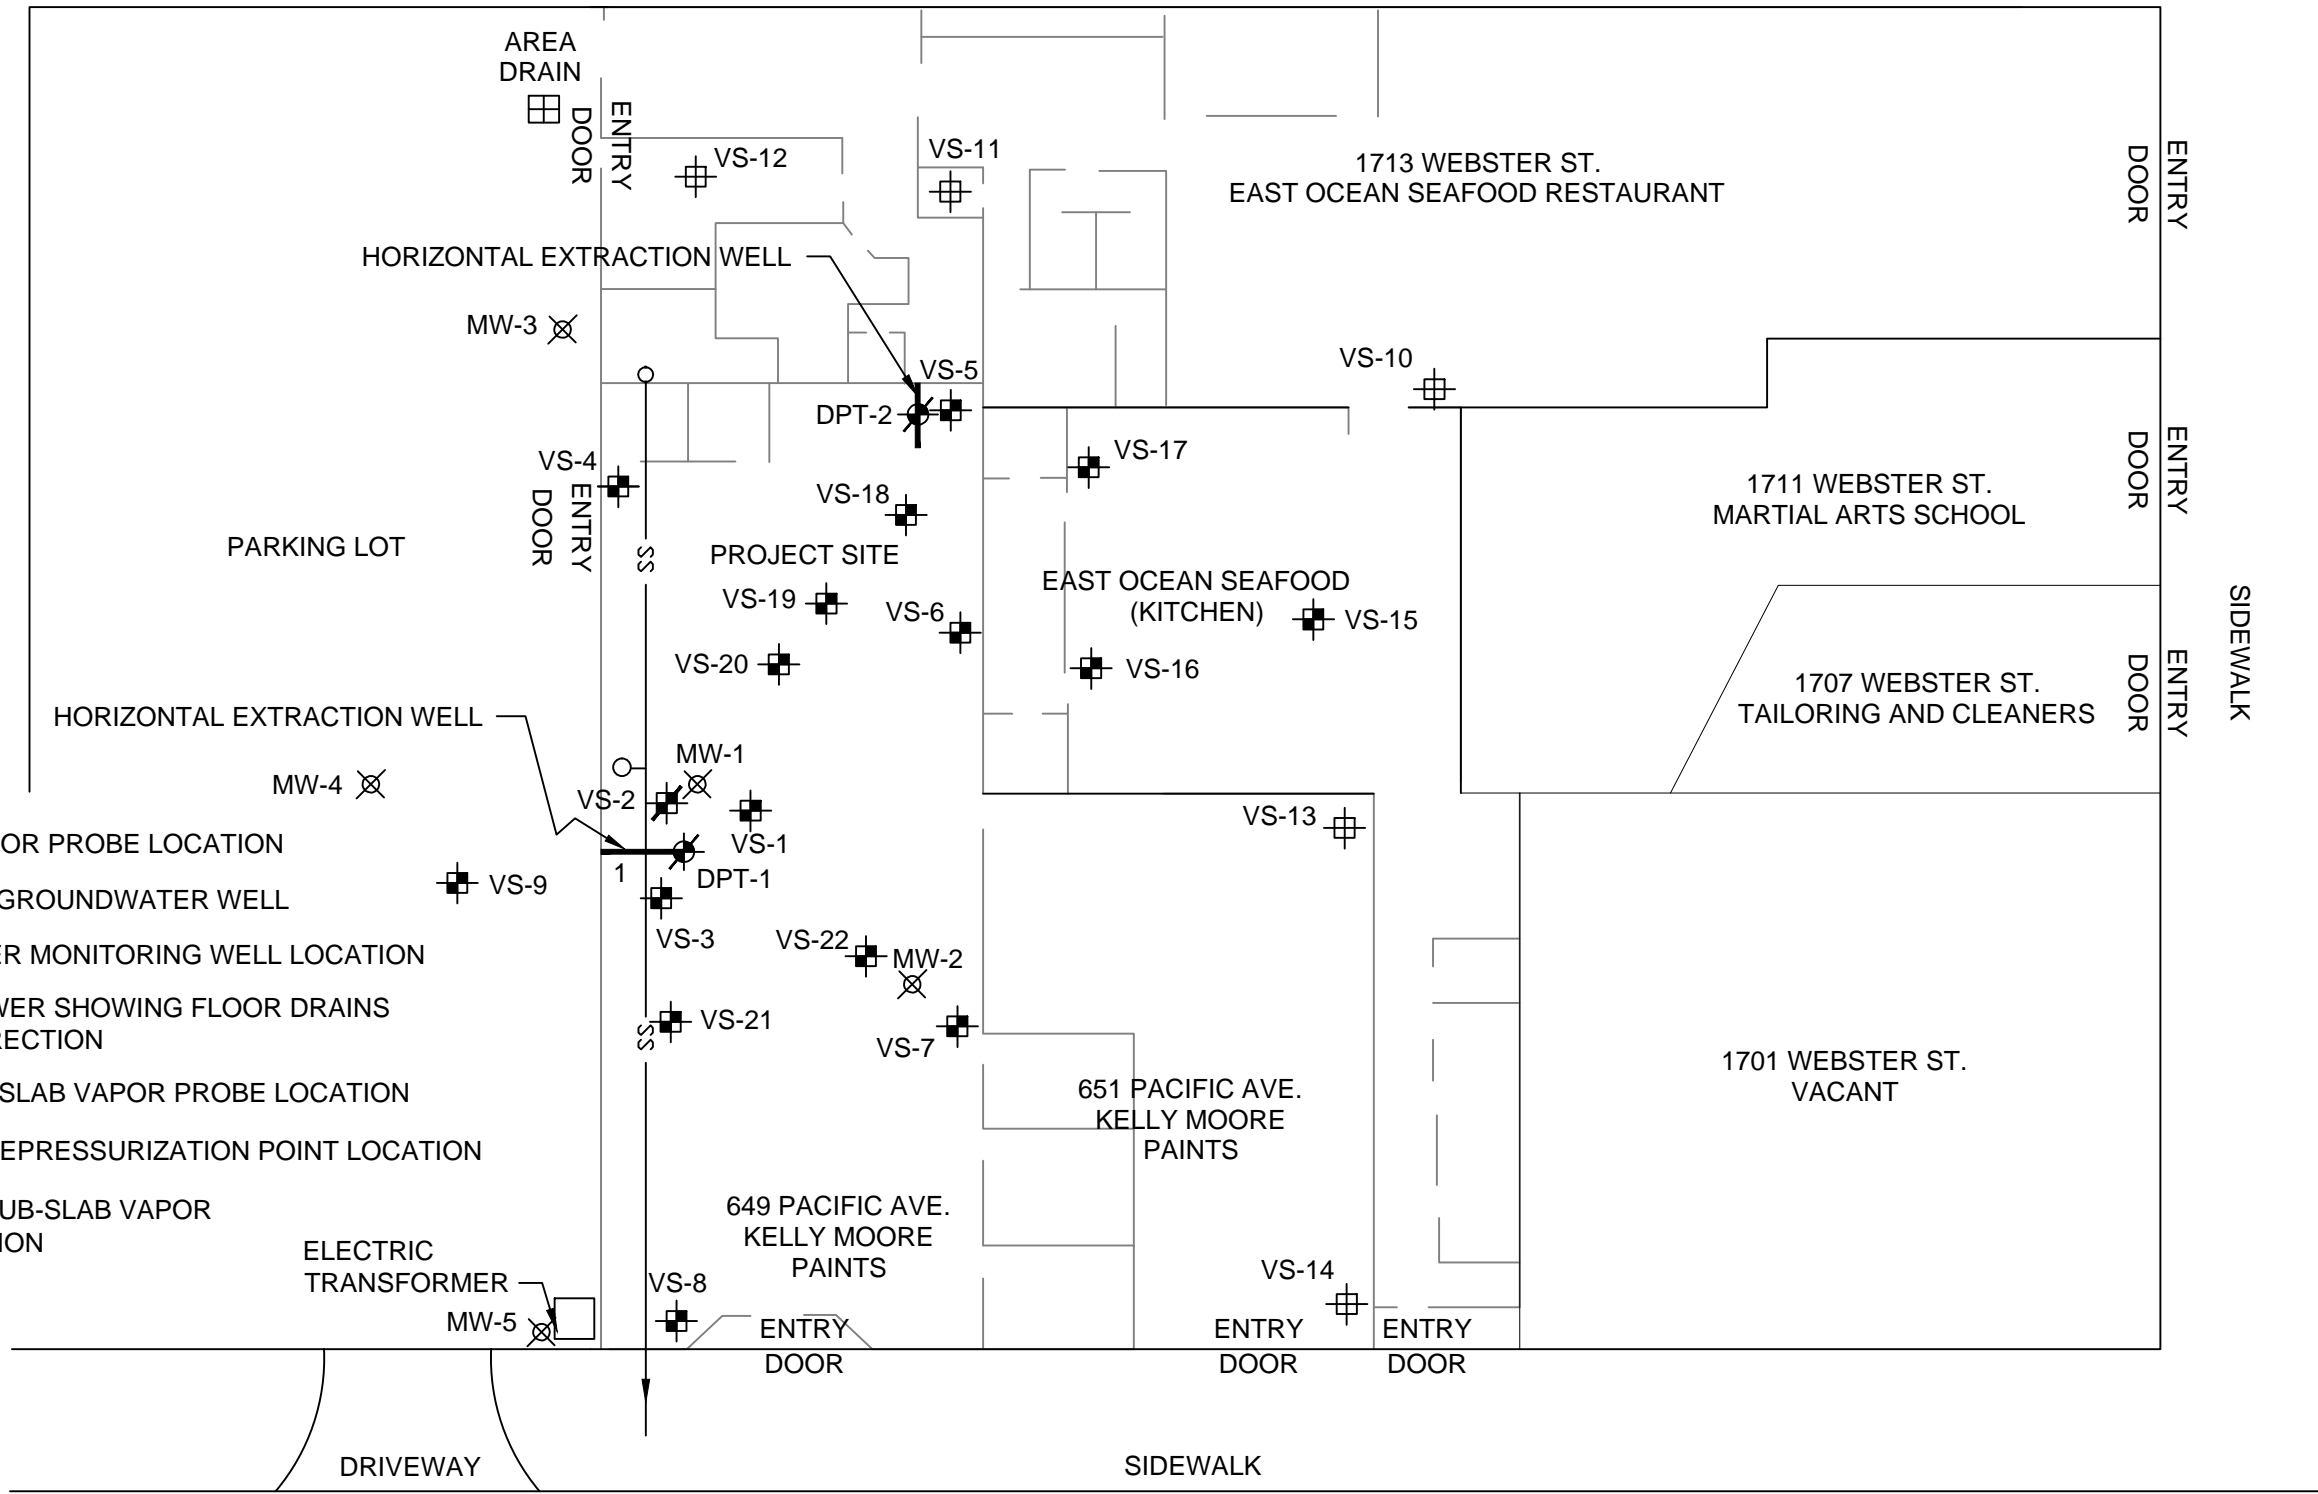 AREA
DRAIN
ENTRY
DOOR
VS-12
VS-11
1713 WEBSTER ST.
EAST OCEAN SEAFOOD RESTAURANT
ENTRY
DOOR
HORIZONTAL EXTRACTION WELL
MW-3
VS-5
VS-10
DPT-2
VS-4
VS-17
ENTRY
DOOR
VS-18
1711 WEBSTER ST.
MARTIAL ARTS SCHOOL
ENTRY
DOOR
PARKING LOT
SS
PROJECT SITE
VS-19
VS-6
EAST OCEAN SEAFOOD
(KITCHEN)
VS-15
VS-20
VS-16
1707 WEBSTER ST.
TAILORING AND CLEANERS
ENTRY
DOOR
SIDEWALK
HORIZONTAL EXTRACTION WELL
MW-1
MW-4
VS-2
VS-1
VS-13
OR PROBE LOCATION
1
DPT-1
VS-9
GROUNDWATER WELL
VS-3
VS-22
MW-2
ER MONITORING WELL LOCATION
WER SHOWING FLOOR DRAINS
RECTION
VS-21
SS
VS-7
1701 WEBSTER ST.
VACANT
SLAB VAPOR PROBE LOCATION
651 PACIFIC AVE.
KELLY MOORE
PAINTS
EPRESSURIZATION POINT LOCATION
UB-SLAB VAPOR
ION
649 PACIFIC AVE.
KELLY MOORE
PAINTS
ELECTRIC
TRANSFORMER
VS-8
VS-14
MW-5
ENTRY
DOOR
ENTRY
DOOR
ENTRY
DOOR
DRIVEWAY
SIDEWALK